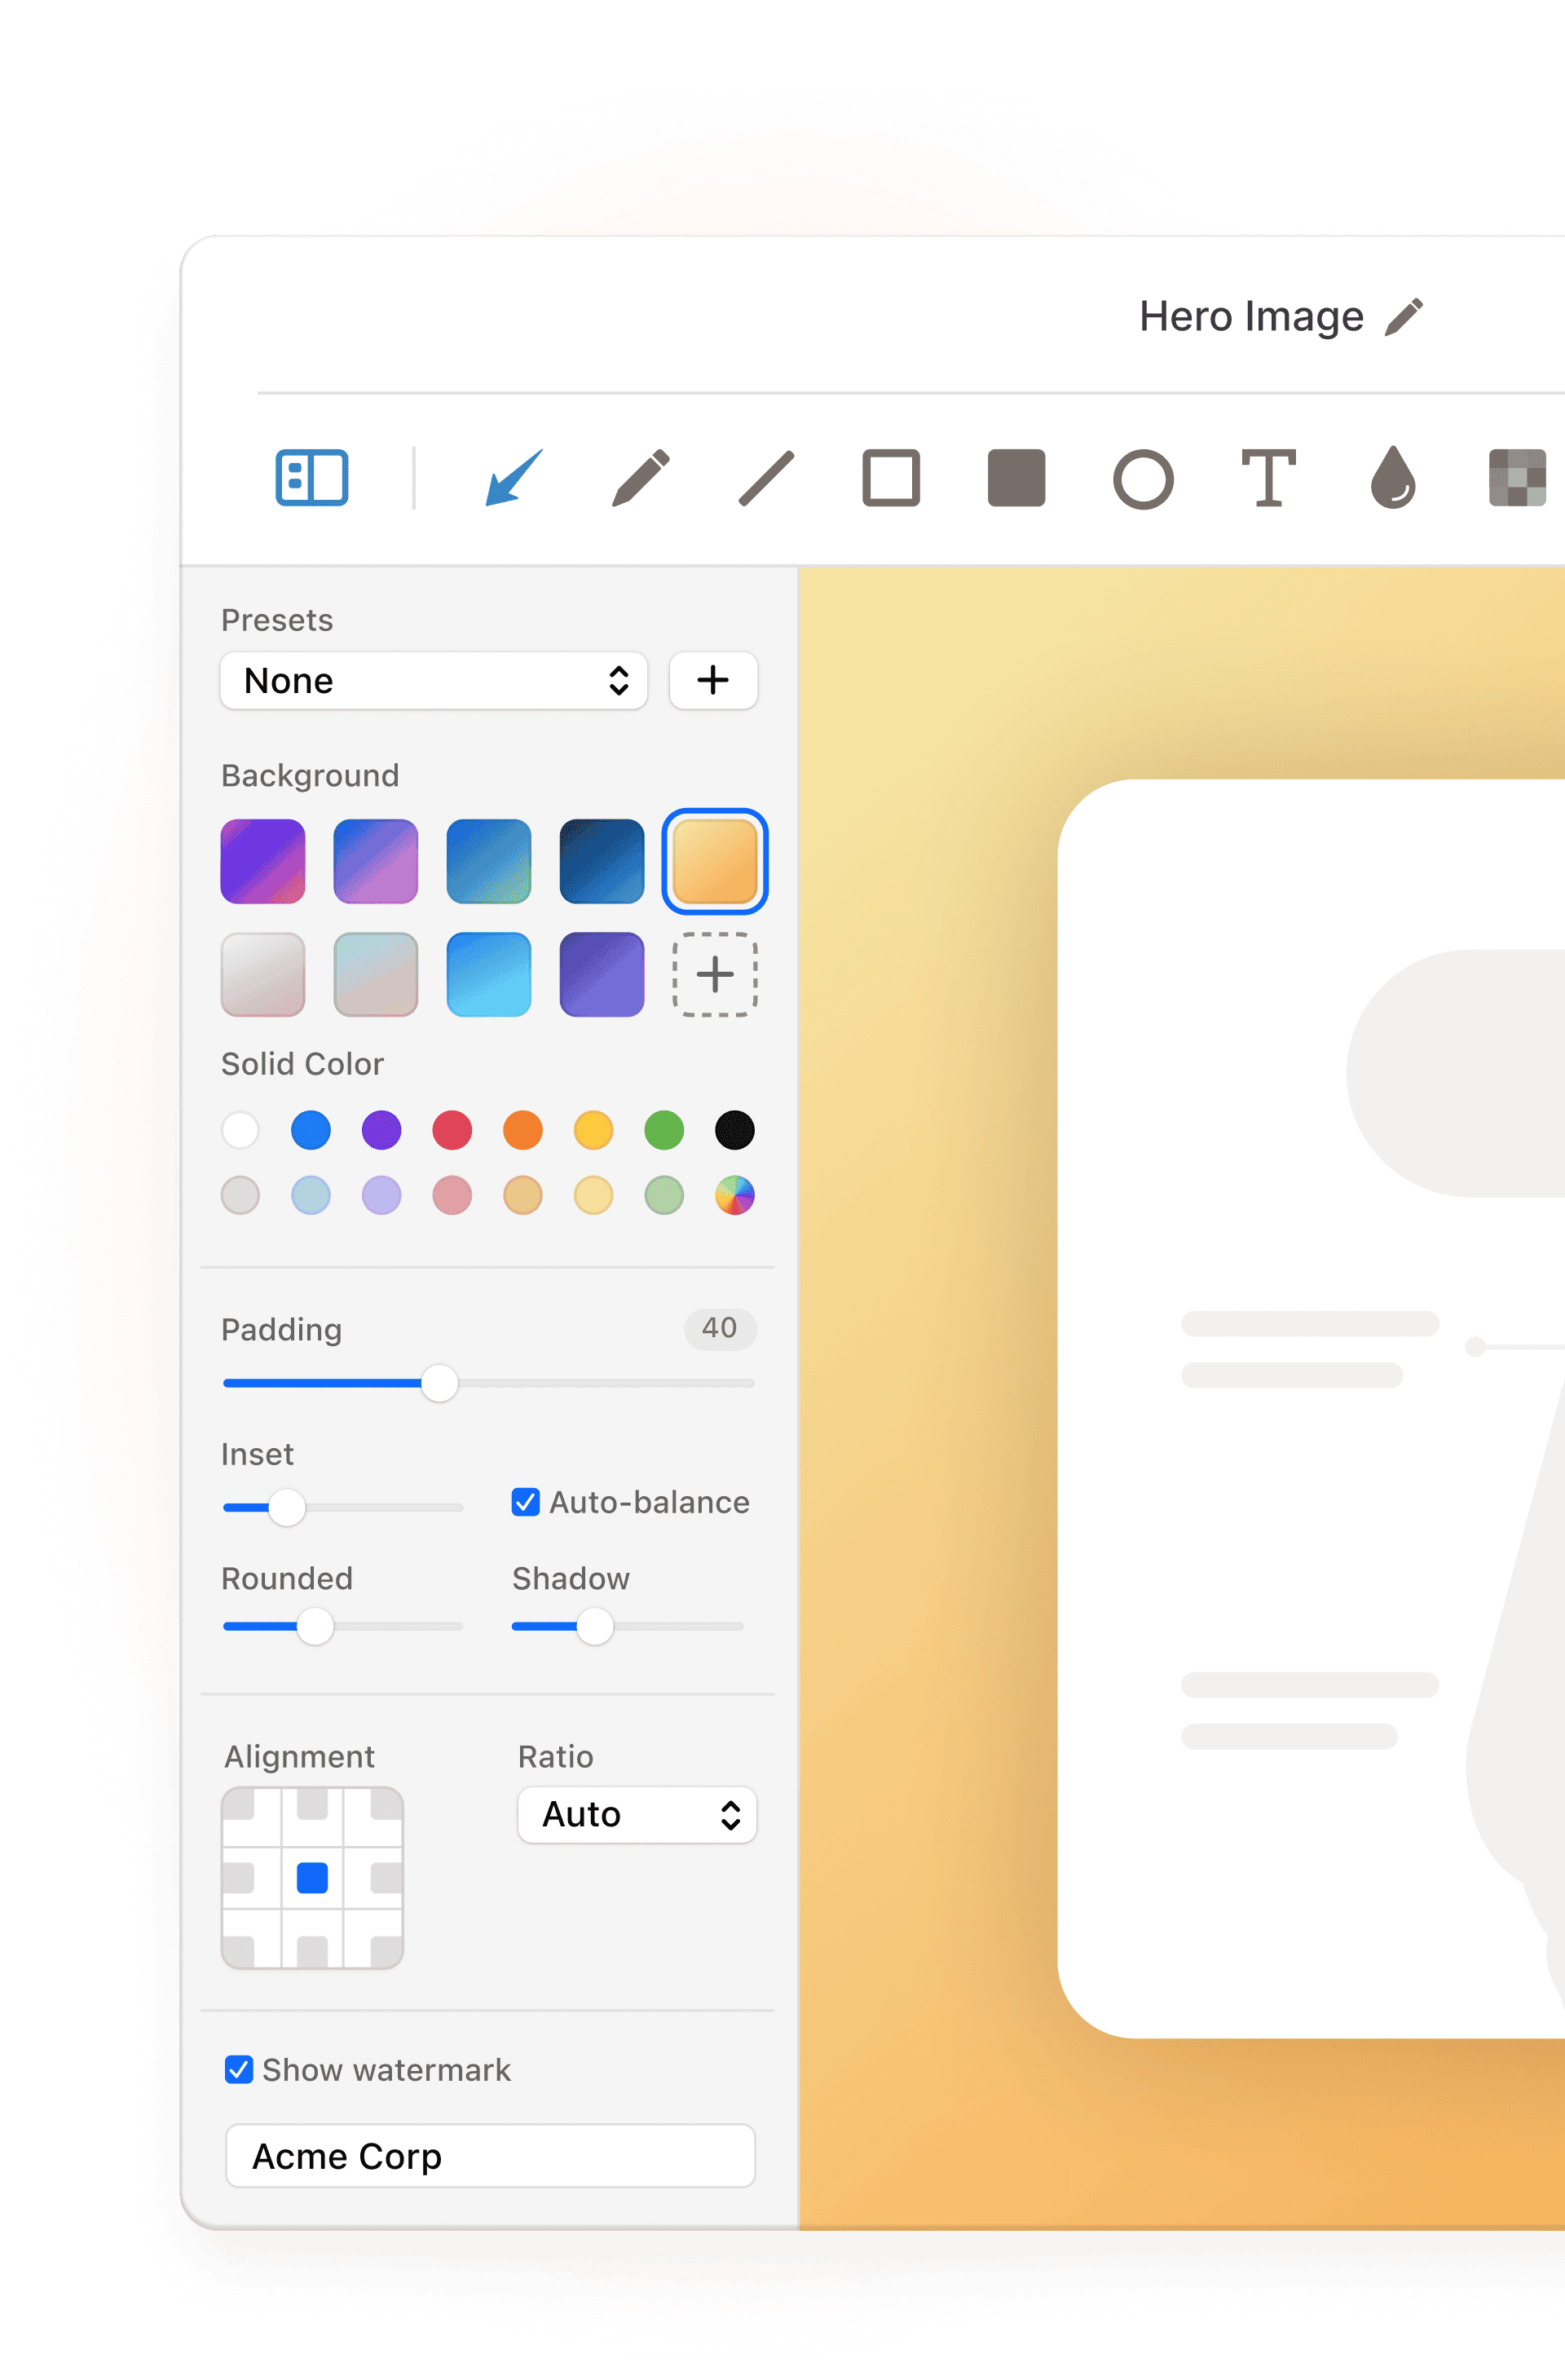 Hero Image
Presets
None
Background
Solid Color
Padding
40
Inset
Auto-balance
Rounded
Shadow
Alignment
Ratio
Auto
Show watermark
Acme Corp